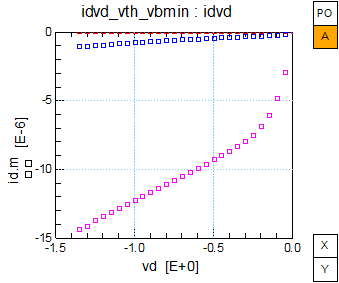 idvd_vth_vbmin : idvd
PO
A
0
-5
-10
-15
id.m [E-6]
-1.5
-1.0
-0.5
0.0
vd [E+0]
X
Y